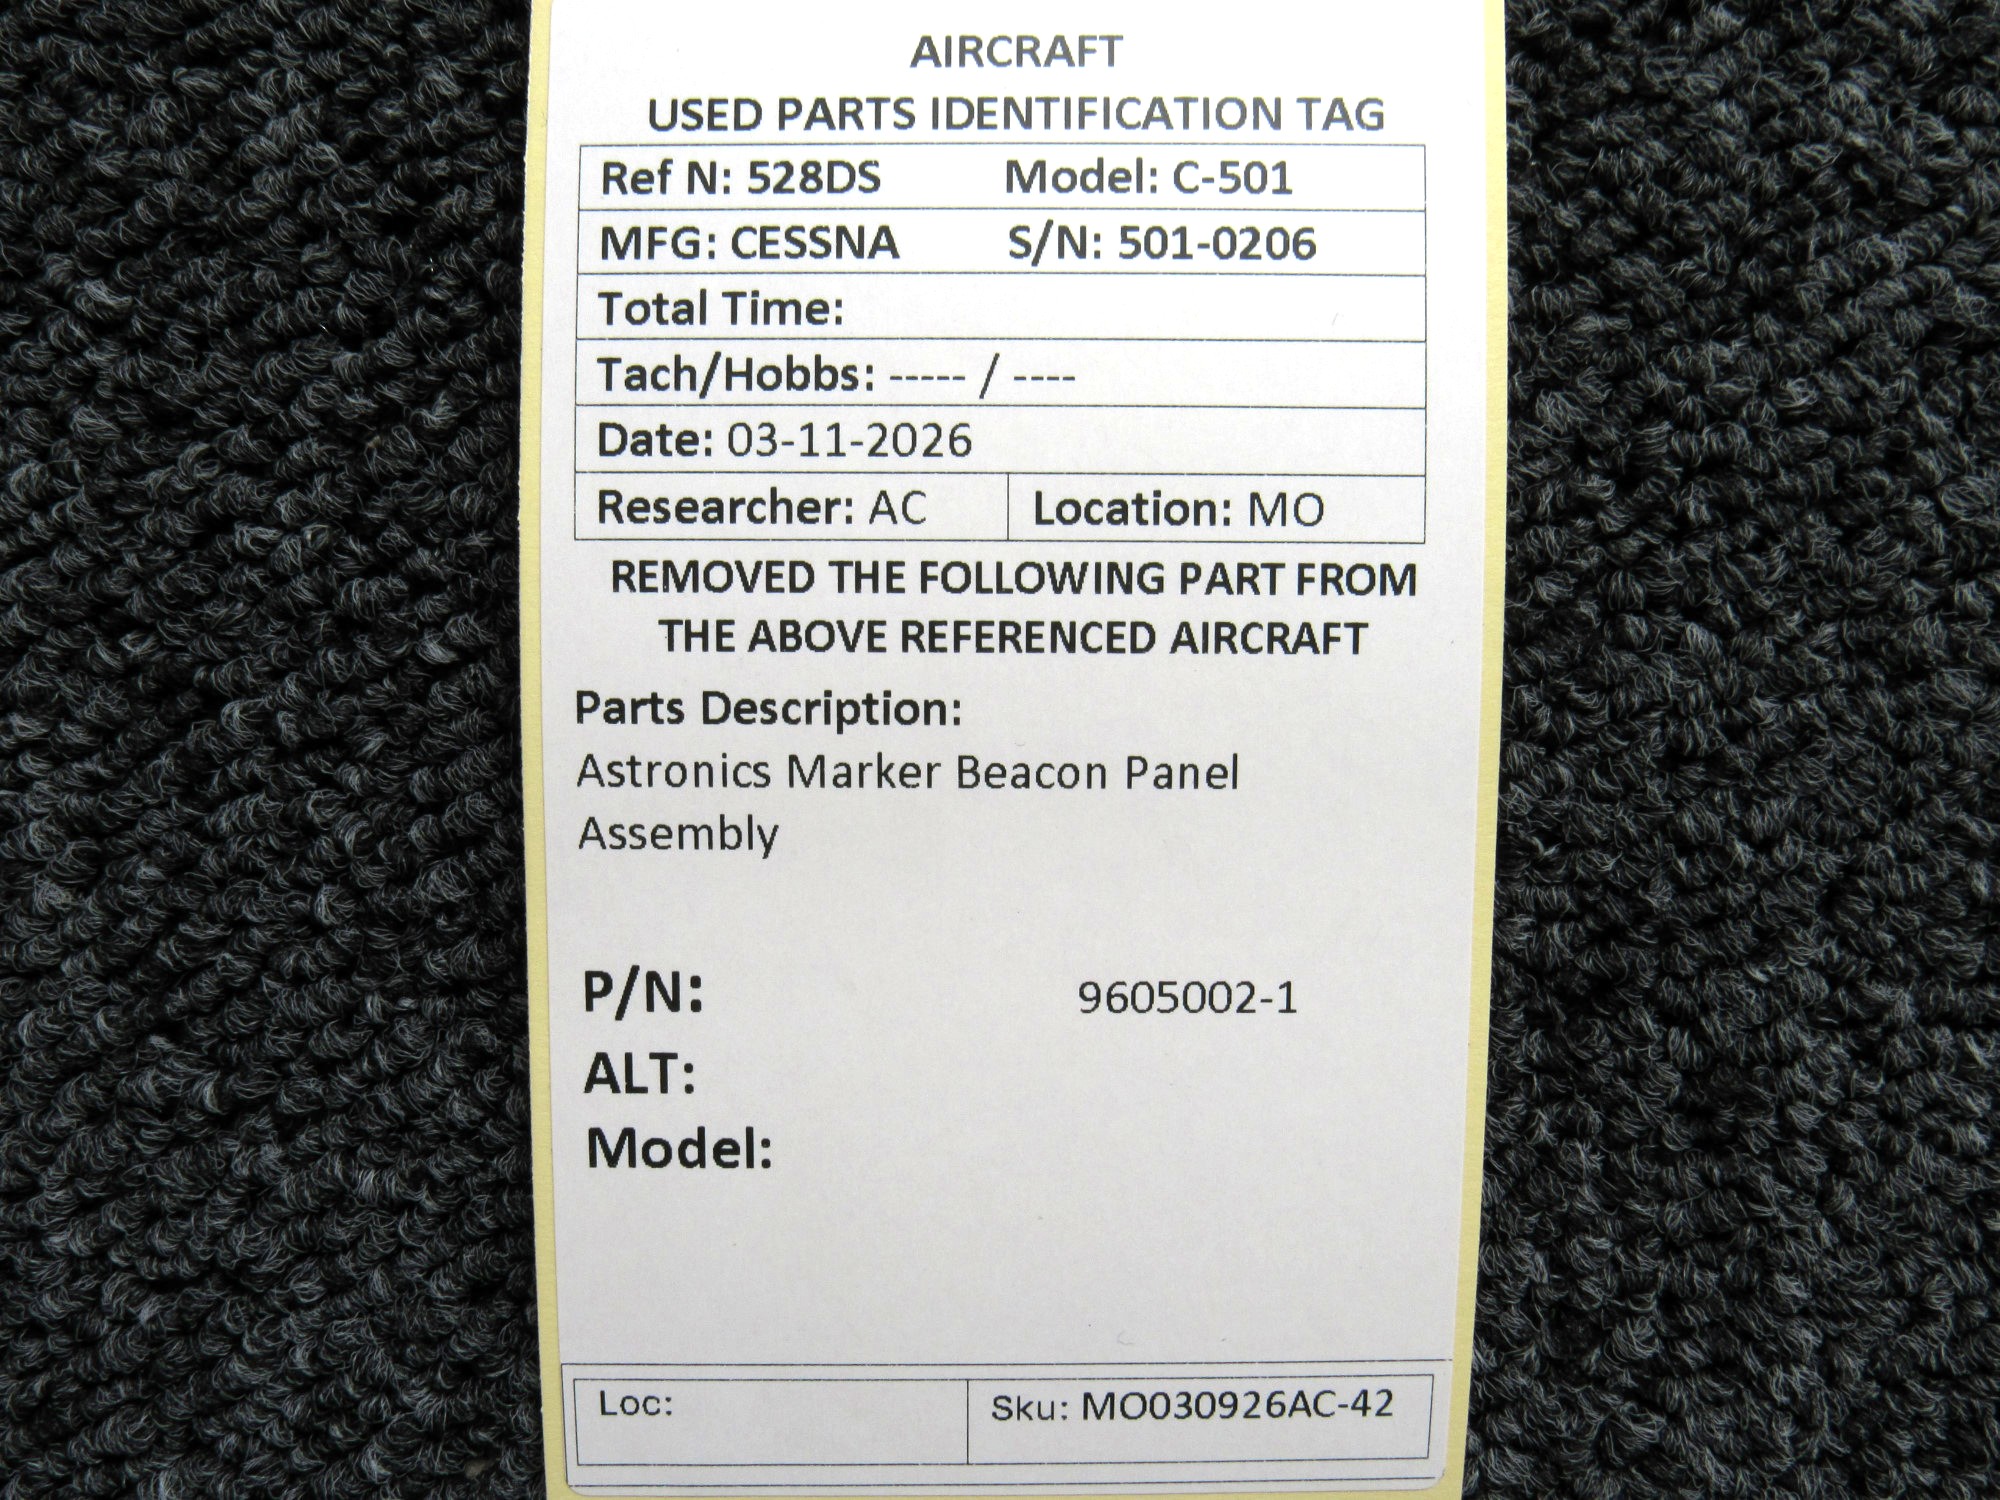 AIRCRAFT
USED PARTS IDENTIFICATION TAG
Ref N: 528DS Model: C-501
MFG: CESSNA S/N: 501-0206
Total Time:
Tach/Hobbs: ----- / ----
Date: 03-11-2026
Researcher: AC Location: MO
REMOVED THE FOLLOWING PART FROM
THE ABOVE REFERENCED AIRCRAFT
Parts Description:
Astronics Marker Beacon Panel
Assembly
P/N: 9605002-1
ALT:
Model:
Loc: Sku: MO030926AC-42